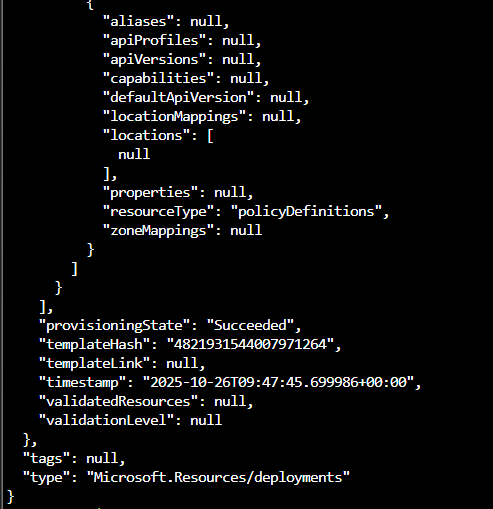 {
"aliases": null,
"apiProfiles": null,
"apiVersions": null,
"capabilities": null,
"defaultApiVersion": null,
"locationMappings": null,
"locations": [
null
],
"properties": null,
"resourceType": "policyDefinitions",
"zoneMappings": null
}
]
}
],
"provisioningState": "Succeeded",
"templateHash": "4821931544007971264",
"templateLink": null,
"timestamp": "2025-10-26T09:47:45.699986+00:00",
"validatedResources": null,
"validationLevel": null
},
"tags": null,
"type": "Microsoft.Resources/deployments"
}